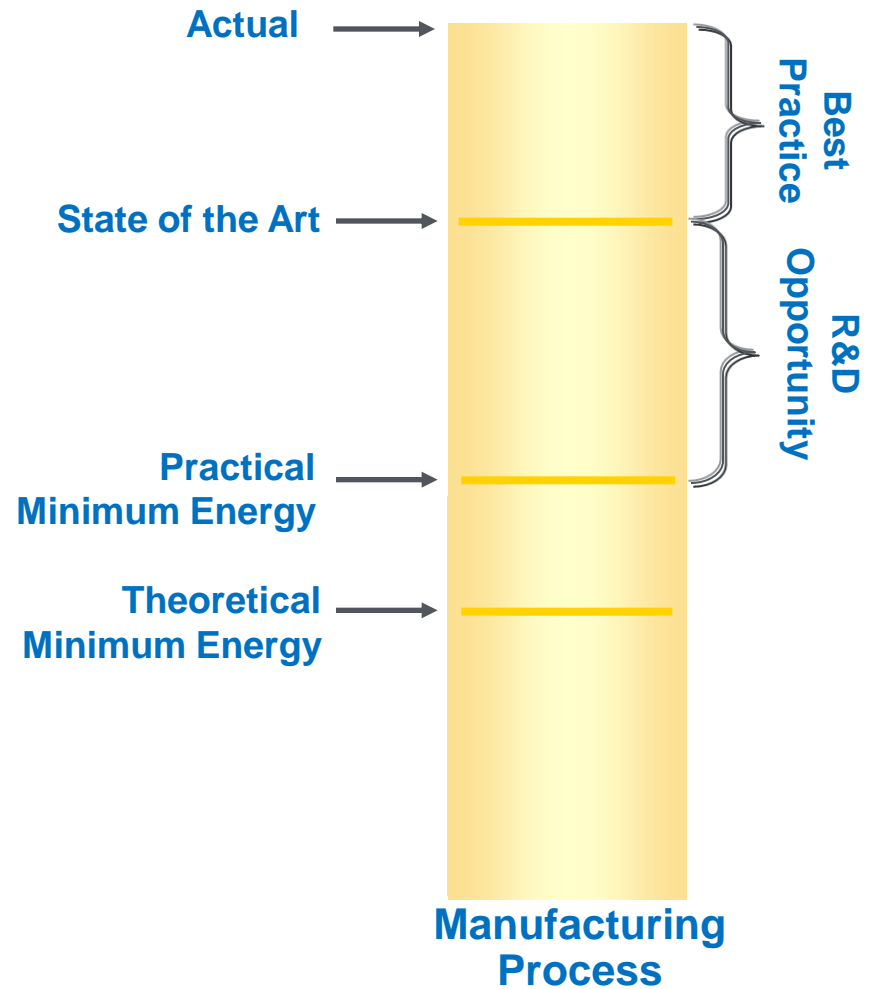 Actual
State of the Art
Practical
Minimum Energy
Theoretical
Minimum Energy
Best
Practice
R&D
Opportunity
Manufacturing
Process